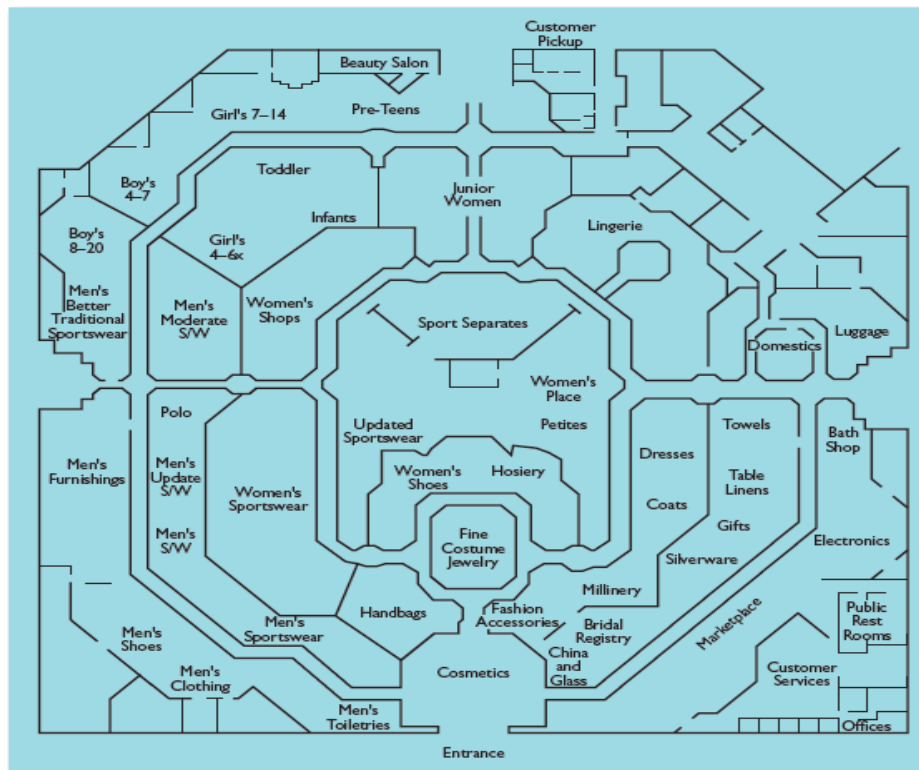 Customer
Pickup
Beauty Salon
Girl's 7–14
Pre-Teens
Toddler
Boy's
4–7
Junior
Women
Infants
Lingerie
Boy's
8–20
Girl's
4–6x
Men's
Better
Traditional
Sportswear
Men's
Moderate
S/W
Women's
Shops
Sport Separates
Luggage
Domestics
Women's
Place
Polo
Updated
Sportswear
Petites
Towels
Bath
Shop
Men's
Furnishings
Men's
Update
S/W
Women's
Sportswear
Women's
Shoes
Hosiery
Dresses
Table
Linens
Coats
Men's
S/W
Fine
Costume
Jewelry
Gifts
Electronics
Silverware
Millinery
Handbags
Fashion
Accessories
Public
Rest
Rooms
Men's
Shoes
Men's
Sportswear
Bridal
Registry
Marketplace
China
and
Glass
Men's
Clothing
Cosmetics
Customer
Services
Men's
Toiletries
Offices
Entrance